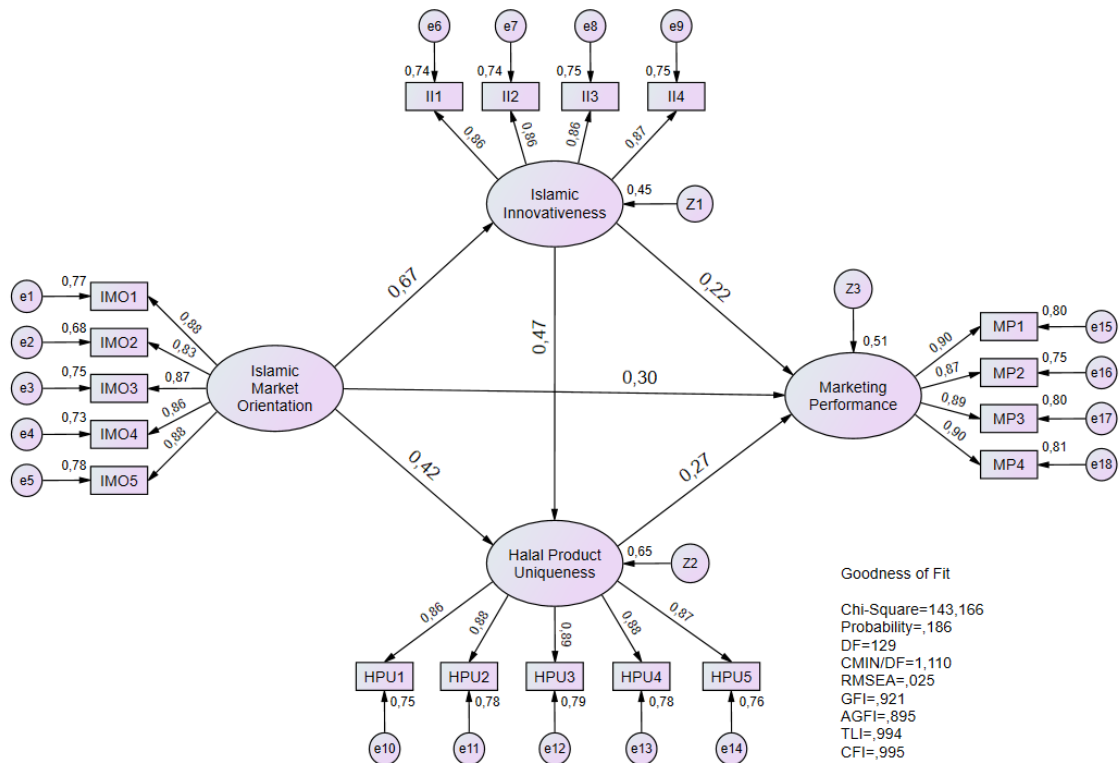 e6
e7
e8
e9
0,74
0,74
0,75
0,75
II1
II2
II3
II4
0,86
0,86
0,86
0,87
Islamic
Innovativeness
0,45
Z1
0,67
0,47
0,22
e1
0,77
IMO1
0,88
e2
0,68
IMO2
0,83
e3
0,75
IMO3
0,87
e4
0,73
IMO4
0,86
e5
0,78
IMO5
0,88
Islamic
Market
Orientation
0,30
0,42
0,27
Z3
0,51
Marketing
Performance
0,90
MP1
0,80
e15
0,87
MP2
0,75
e16
0,89
MP3
0,80
e17
0,90
MP4
0,81
e18
Halal Product
Uniqueness
0,65
Z2
0,86
0,88
0,89
0,88
0,87
HPU1
HPU2
HPU3
HPU4
HPU5
0,75
0,78
0,79
0,78
0,76
e10
e11
e12
e13
e14
Goodness of Fit
Chi-Square=143,166
Probability=,186
DF=129
CMIN/DF=1,110
RMSEA=,025
GFI=,921
AGFI=,895
TLI=,994
CFI=,995